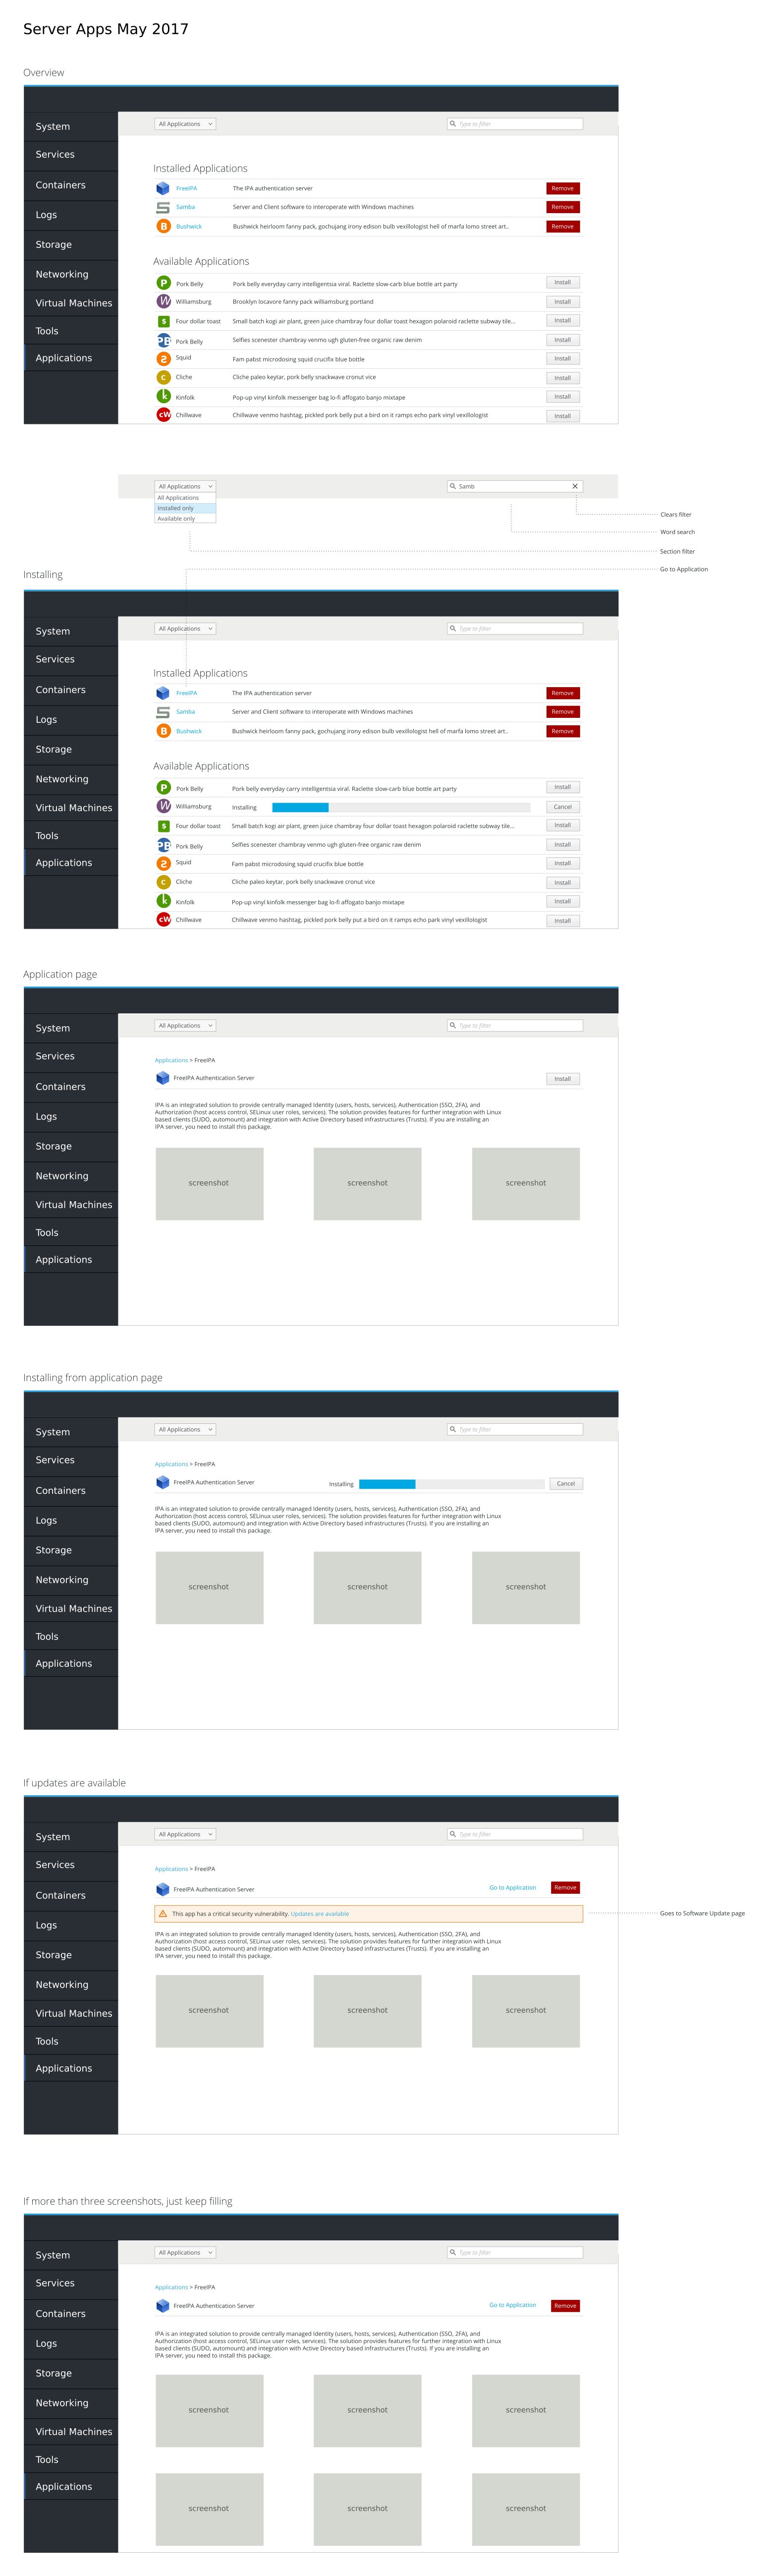 Server Apps May 2017
Overview
All Applications
Type to filter
System
Services
Containers
Logs
Storage
Networking
Virtual Machines
Tools
Applications
Installed Applications
FreeIPA The IPA authentication server Remove
Samba Server and Client software to interoperate with Windows machines Remove
B Bushwick Bushwick heirloom fanny pack, gochujang irony edison bulb vexillologist hell of marfa lomo street art.. Remove
Available Applications
P Pork Belly Pork belly everyday carry intelligentsia viral. Raclette slow-carb blue bottle art party Install
W Williamsburg Brooklyn locavore fanny pack williamsburg portland Install
$ Four dollar toast Small batch kogi air plant, green juice chambray four dollar toast hexagon polaroid raclette subway tile... Install
PB Pork Belly Selfies scenester chambray venmo ugh gluten-free organic raw denim Install
2 Squid Fam pabst microdosing squid crucifix blue bottle Install
c Cliche Cliche paleo keytar, pork belly snackwave cronut vice Install
k Kinfolk Pop-up vinyl kinfolk messenger bag lo-fi affogato banjo mixtape Install
cW Chillwave Chillwave venmo hashtag, pickled pork belly put a bird on it ramps echo park vinyl vexillologist Install
All Applications
Samb
All Applications
Installed only
Available only
Clears filter
Word search
Section filter
Go to Application
Installing
All Applications
Type to filter
System
Services
Containers
Logs
Storage
Networking
Virtual Machines
Tools
Applications
Installed Applications
FreeIPA The IPA authentication server Remove
Samba Server and Client software to interoperate with Windows machines Remove
B Bushwick Bushwick heirloom fanny pack, gochujang irony edison bulb vexillologist hell of marfa lomo street art.. Remove
Available Applications
P Pork Belly Pork belly everyday carry intelligentsia viral. Raclette slow-carb blue bottle art party Install
W Williamsburg Installing Cancel
$ Four dollar toast Small batch kogi air plant, green juice chambray four dollar toast hexagon polaroid raclette subway tile... Install
PB Pork Belly Selfies scenester chambray venmo ugh gluten-free organic raw denim Install
2 Squid Fam pabst microdosing squid crucifix blue bottle Install
c Cliche Cliche paleo keytar, pork belly snackwave cronut vice Install
k Kinfolk Pop-up vinyl kinfolk messenger bag lo-fi affogato banjo mixtape Install
cW Chillwave Chillwave venmo hashtag, pickled pork belly put a bird on it ramps echo park vinyl vexillologist Install
Application page
All Applications
Type to filter
System
Services
Containers
Logs
Storage
Networking
Virtual Machines
Tools
Applications
Applications > FreeIPA
FreeIPA Authentication Server Install
IPA is an integrated solution to provide centrally managed Identity (users, hosts, services), Authentication (SSO, 2FA), and
Authorization (host access control, SELinux user roles, services). The solution provides features for further integration with Linux
based clients (SUDO, automount) and integration with Active Directory based infrastructures (Trusts). If you are installing an
IPA server, you need to install this package.
screenshot screenshot screenshot
Installing from application page
All Applications
Type to filter
System
Services
Containers
Logs
Storage
Networking
Virtual Machines
Tools
Applications
Applications > FreeIPA
FreeIPA Authentication Server Installing Cancel
IPA is an integrated solution to provide centrally managed Identity (users, hosts, services), Authentication (SSO, 2FA), and
Authorization (host access control, SELinux user roles, services). The solution provides features for further integration with Linux
based clients (SUDO, automount) and integration with Active Directory based infrastructures (Trusts). If you are installing an
IPA server, you need to install this package.
screenshot screenshot screenshot
If updates are available
All Applications
Type to filter
System
Services
Containers
Logs
Storage
Networking
Virtual Machines
Tools
Applications
Applications > FreeIPA
FreeIPA Authentication Server Go to Application Remove
This app has a critical security vulnerability. Updates are available
Goes to Software Update page
IPA is an integrated solution to provide centrally managed Identity (users, hosts, services), Authentication (SSO, 2FA), and
Authorization (host access control, SELinux user roles, services). The solution provides features for further integration with Linux
based clients (SUDO, automount) and integration with Active Directory based infrastructures (Trusts). If you are installing an
IPA server, you need to install this package.
screenshot screenshot screenshot
If more than three screenshots, just keep filling
All Applications
Type to filter
System
Services
Containers
Logs
Storage
Networking
Virtual Machines
Tools
Applications
Applications > FreeIPA
FreeIPA Authentication Server Go to Application Remove
IPA is an integrated solution to provide centrally managed Identity (users, hosts, services), Authentication (SSO, 2FA), and
Authorization (host access control, SELinux user roles, services). The solution provides features for further integration with Linux
based clients (SUDO, automount) and integration with Active Directory based infrastructures (Trusts). If you are installing an
IPA server, you need to install this package.
screenshot screenshot screenshot
screenshot screenshot screenshot